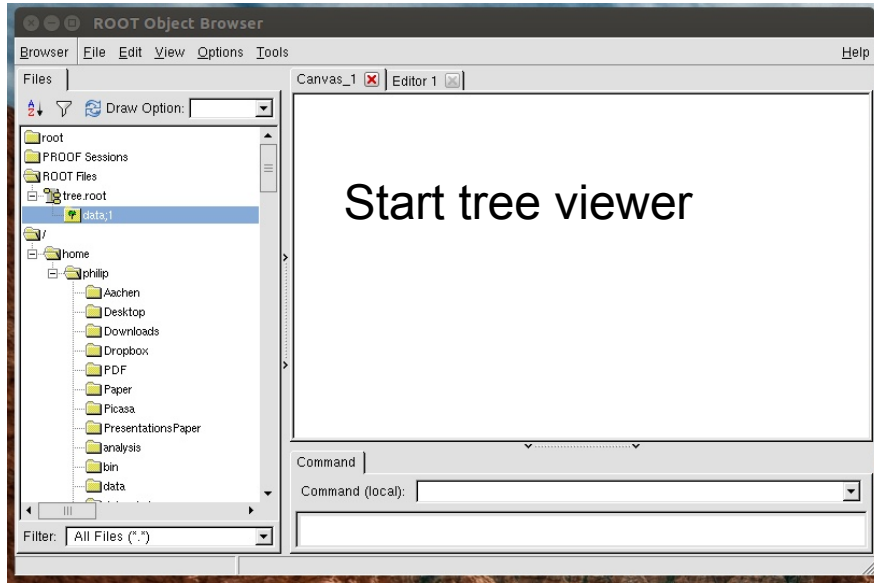 ROOT Object Browser
Browser File Edit View Options Tools Help
Files
Canvas_1 Editor 1
Draw Option:
root
PROOF Sessions
ROOT Files
tree.root
data;1
/
home
philip
Aachen
Desktop
Downloads
Dropbox
PDF
Paper
Picasa
PresentationsPaper
analysis
bin
data
Filter: All Files (*.*)
Start tree viewer
Command
Command (local):